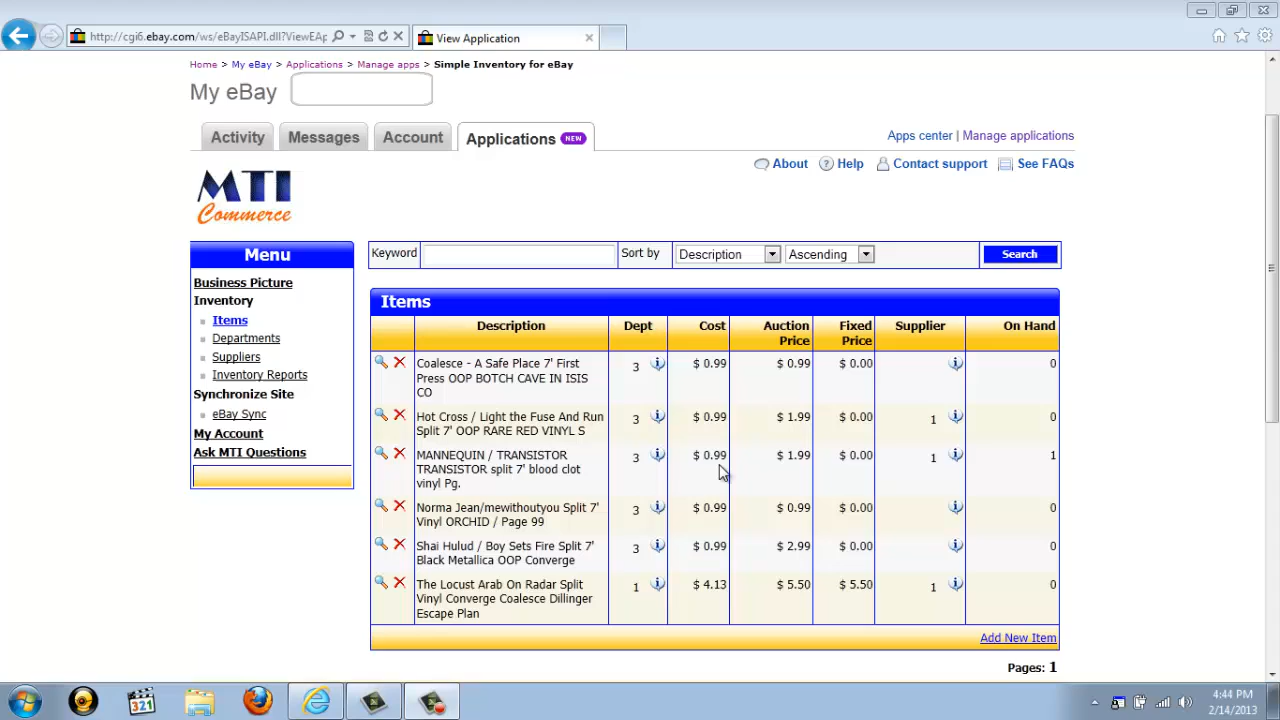 http://cgi6.ebay.com/ws/eBayISAPI.dll?ViewEAp
View Application
Home > My eBay > Applications > Manage apps > Simple Inventory for eBay
My eBay
Activity
Messages
Account
Applications NEW
Apps center | Manage applications
About
Help
Contact support
See FAQs
MTI
Commerce
Menu
Business Picture
Inventory
Items
Departments
Suppliers
Inventory Reports
Synchronize Site
eBay Sync
My Account
Ask MTI Questions
Keyword
Sort by
Description
Ascending
Search
Items
Description Dept Cost Auction Price Fixed Price Supplier On Hand
Coalesce - A Safe Place 7' First 3 $ 0.99 $ 0.99 $ 0.00 0
Press OOP BOTCH CAVE IN ISIS
CO
Hot Cross / Light the Fuse And Run 3 $ 0.99 $ 1.99 $ 0.00 1 0
Split 7' OOP RARE RED VINYL S
MANNEQUIN / TRANSISTOR 3 $ 0.99 $ 1.99 $ 0.00 1 1
TRANSISTOR split 7' blood clot
vinyl Pg.
Norma Jean/mewithoutyou Split 7' 3 $ 0.99 $ 0.99 $ 0.00 0
Vinyl ORCHID / Page 99
Shai Hulud / Boy Sets Fire Split 7' 3 $ 0.99 $ 2.99 $ 0.00 0
Black Metallica OOP Converge
The Locust Arab On Radar Split 1 $ 4.13 $ 5.50 $ 5.50 1 0
Vinyl Converge Coalesce Dillinger
Escape Plan
Add New Item
Pages: 1
321
4:44 PM
2/14/2013